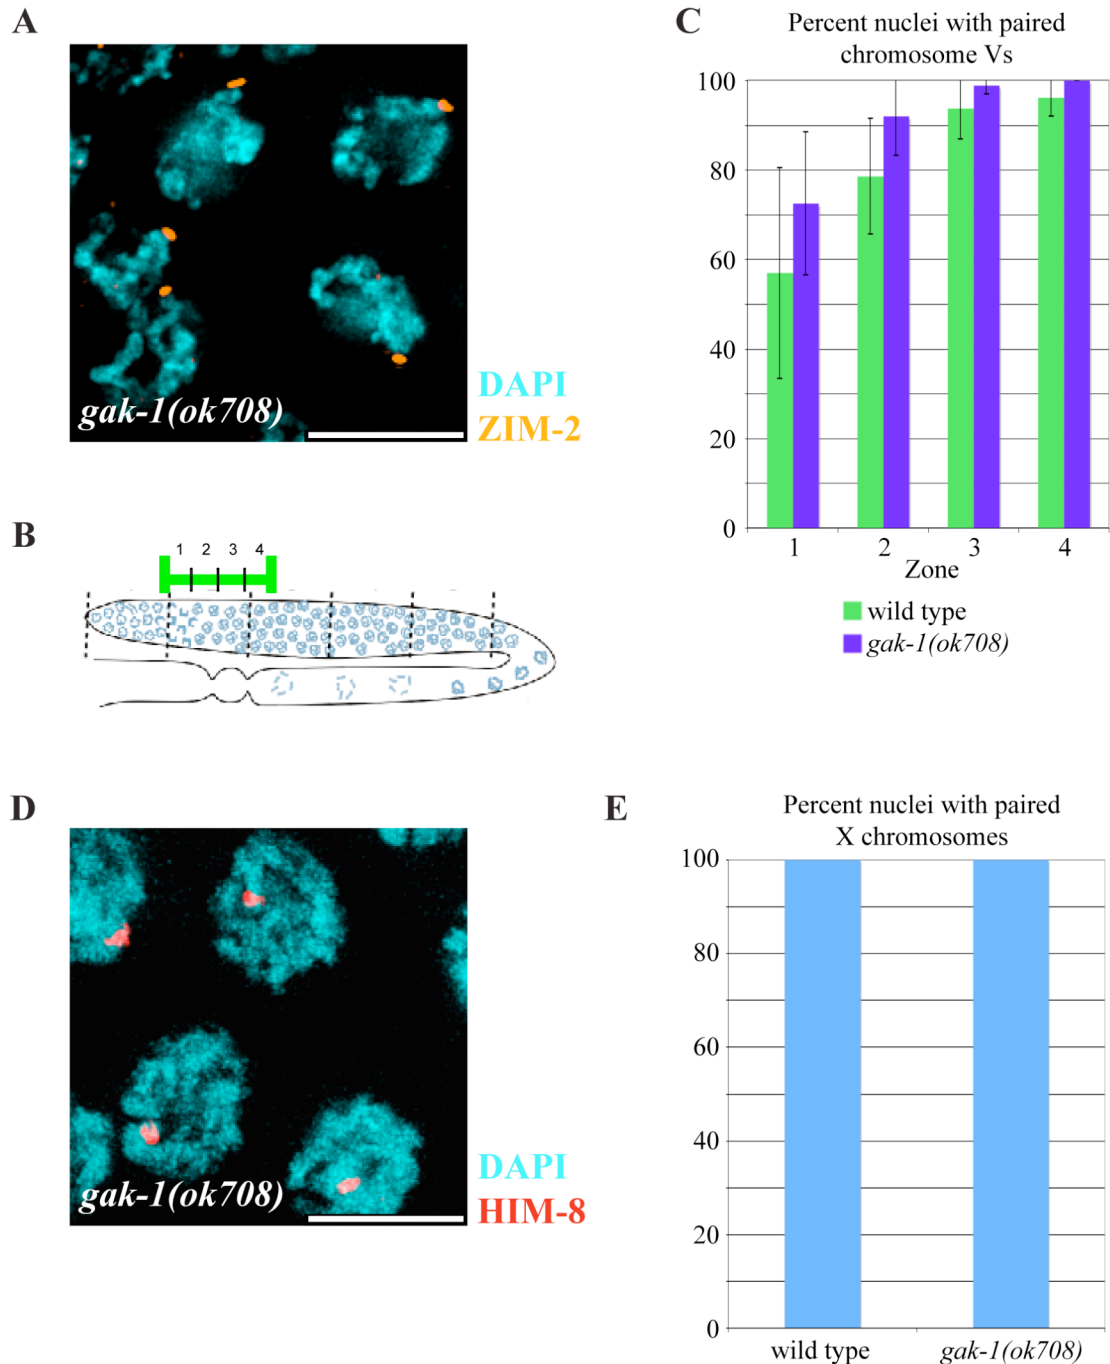 A
gak-1(ok708)
DAPI
ZIM-2
B
1 2 3 4
C
Percent nuclei with paired
chromosome Vs
100
80
60
40
20
0
1 2 3 4
Zone
wild type
gak-1(ok708)
D
gak-1(ok708)
DAPI
HIM-8
E
Percent nuclei with paired
X chromosomes
100
80
60
40
20
0
wild type gak-1(ok708)